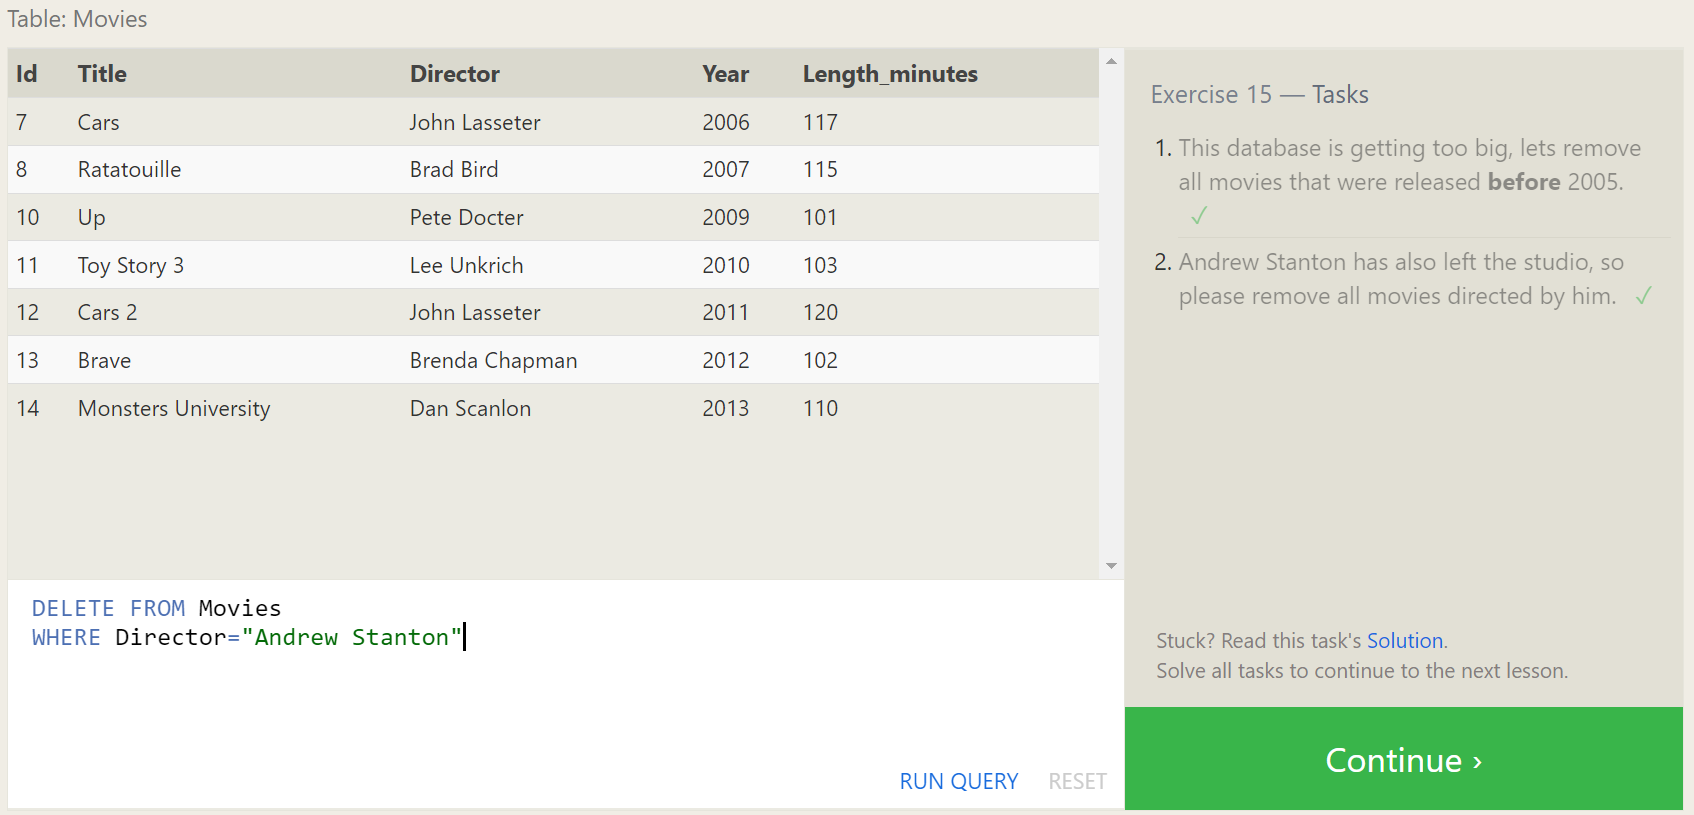 Table: Movies
Id Title Director Year Length_minutes
7 Cars John Lasseter 2006 117
8 Ratatouille Brad Bird 2007 115
10 Up Pete Docter 2009 101
11 Toy Story 3 Lee Unkrich 2010 103
12 Cars 2 John Lasseter 2011 120
13 Brave Brenda Chapman 2012 102
14 Monsters University Dan Scanlon 2013 110
DELETE FROM Movies
WHERE Director="Andrew Stanton"
RUN QUERY RESET
Exercise 15 — Tasks
1. This database is getting too big, lets remove
all movies that were released before 2005.
✓
2. Andrew Stanton has also left the studio, so
please remove all movies directed by him. ✓
Stuck? Read this task's Solution.
Solve all tasks to continue to the next lesson.
Continue ›